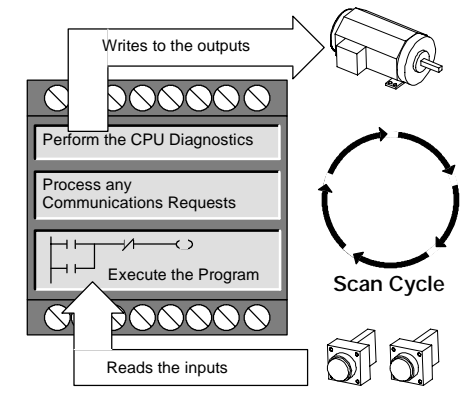 Writes to the outputs
Perform the CPU Diagnostics
Process any
Communications Requests
Execute the Program
Scan Cycle
Reads the inputs